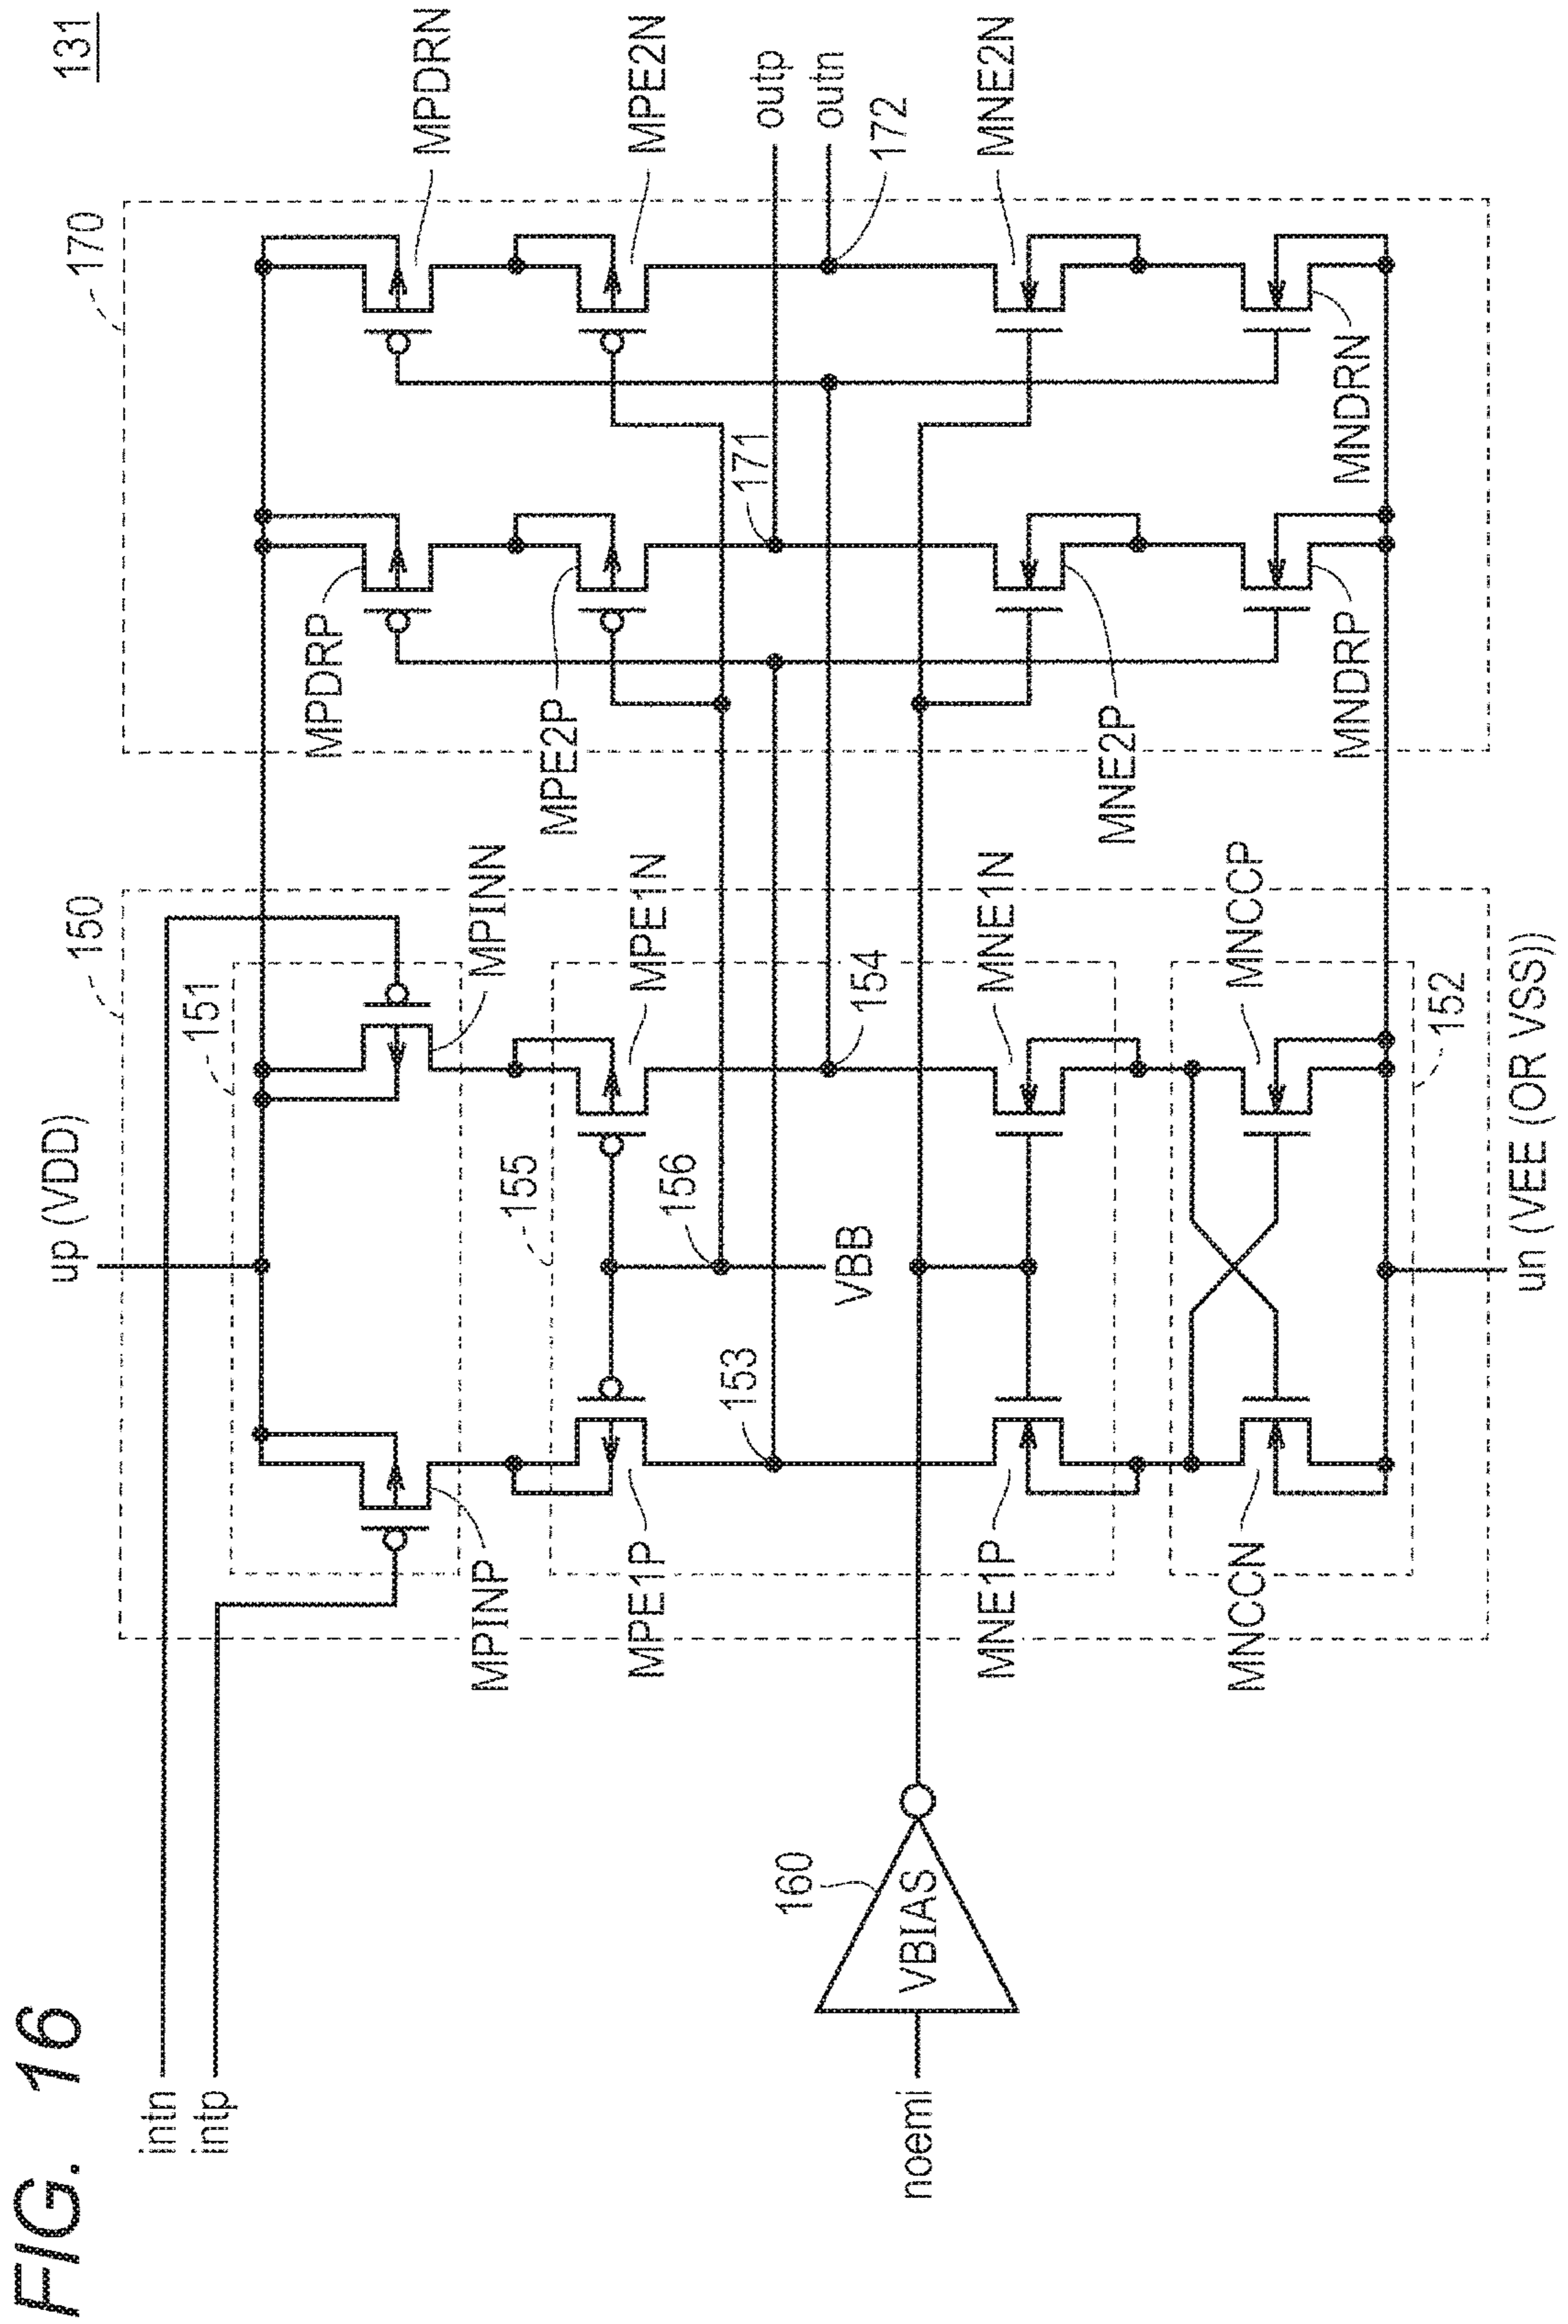 FIG. 16
131
intn
intp
up (VDD)
150
170
151
MPINN
MPDRP
MPDRN
MPINP
155
MPE1P
MPE1N
MPE2P
MPE2N
156
171
outp
outn
153
154
172
VBB
noemi
VBIAS
160
MNE1P
MNE1N
MNE2P
MNE2N
MNCCN
MNCCP
MNDRP
MNDRN
152
un (VEE (OR VSS))